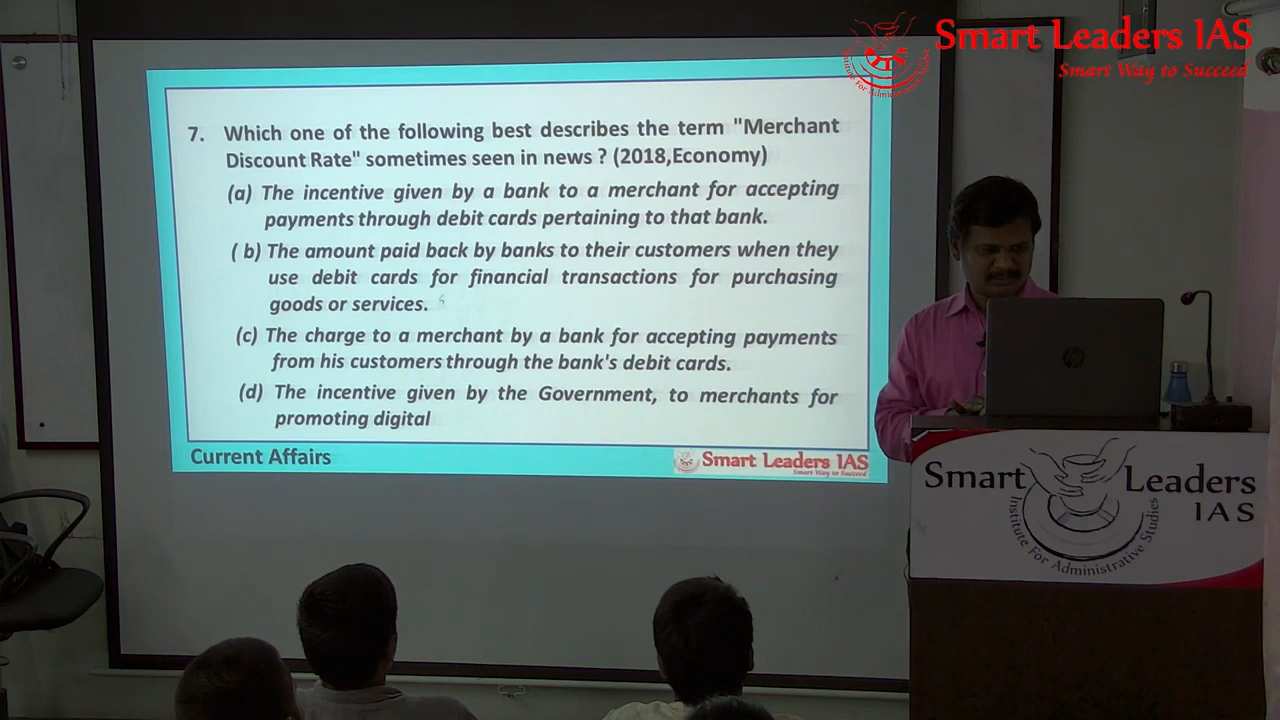 Smart Leaders IAS
Smart Way to Succeed
7. Which one of the following best describes the term "Merchant
Discount Rate" sometimes seen in news ? (2018,Economy)
(a) The incentive given by a bank to a merchant for accepting
payments through debit cards pertaining to that bank.
( b) The amount paid back by banks to their customers when they
use debit cards for financial transactions for purchasing
goods or services.
(c) The charge to a merchant by a bank for accepting payments
from his customers through the bank's debit cards.
(d) The incentive given by the Government, to merchants for
promoting digital
Current Affairs
Smart Leaders IAS
Smart Way to Succeed
Smart Leaders
IAS
Institute For Administrative Studies
hp